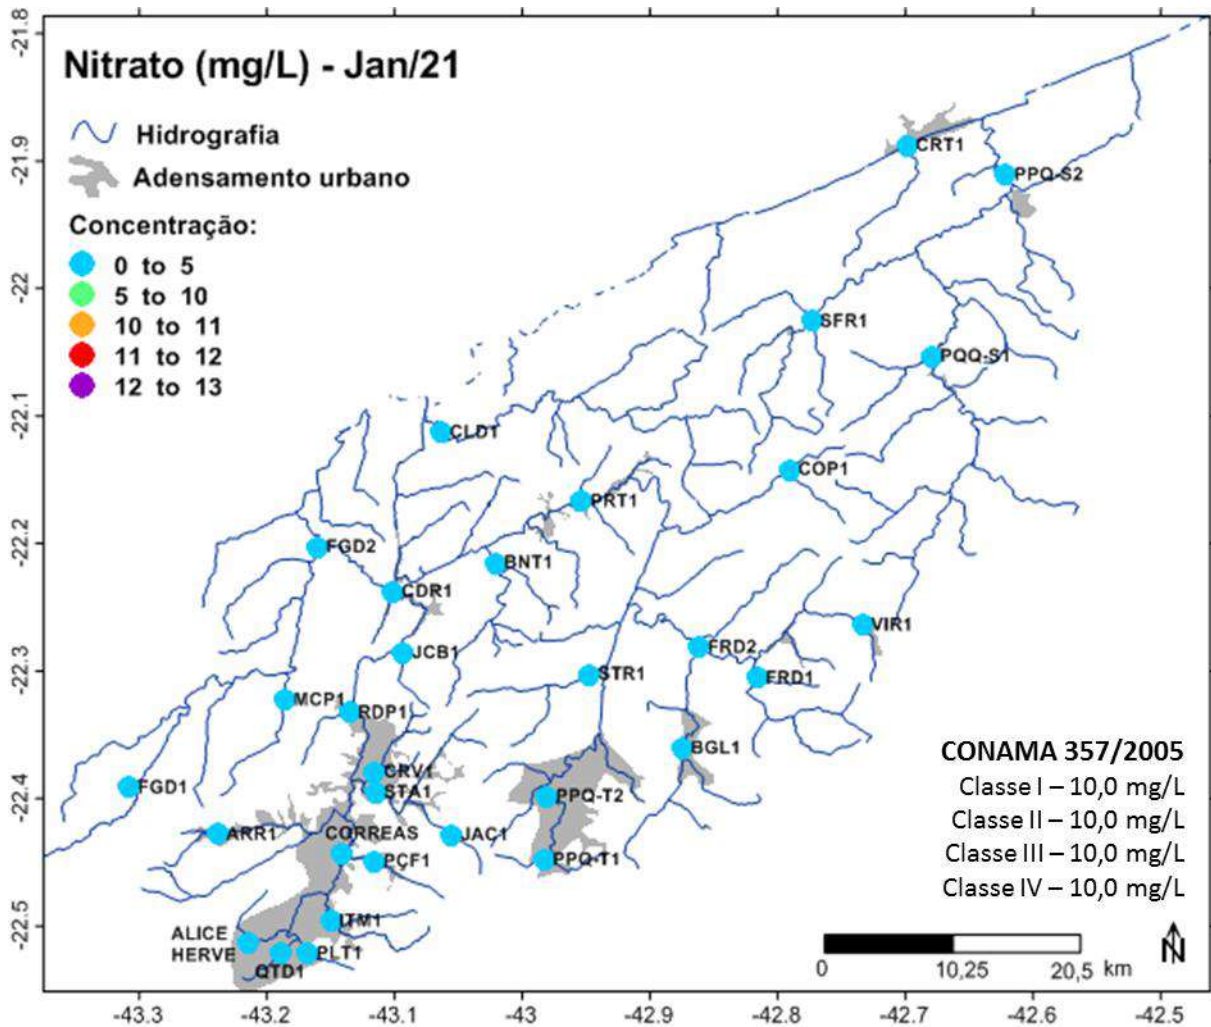 Nitrato (mg/L) - Jan/21
Hidrografia
Adensamento urbano
Concentração:
0 to 5
5 to 10
10 to 11
11 to 12
12 to 13
-21.8
-21.9
-22
-22.1
-22.2
-22.3
-22.4
-22.5
CRT1
PPQ-S2
SFR1
PQQ-S1
CLD1
COP1
PRT1
FGD2
BNT1
CDR1
VIR1
JCB1
FRD2
STR1
FRD1
MCP1
RDP1
BGL1
CRV1
FGD1
STA1
PPQ-T2
ARR1
CORREAS
JAC1
PÇF1
PPQ-T1
ITM1
ALICE
HERVE
PLT1
QTD1
CONAMA 357/2005
Classe I – 10,0 mg/L
Classe II – 10,0 mg/L
Classe III – 10,0 mg/L
Classe IV – 10,0 mg/L
N
0 10,25 20,5 km
-43.3 -43.2 -43.1 -43 -42.9 -42.8 -42.7 -42.6 -42.5